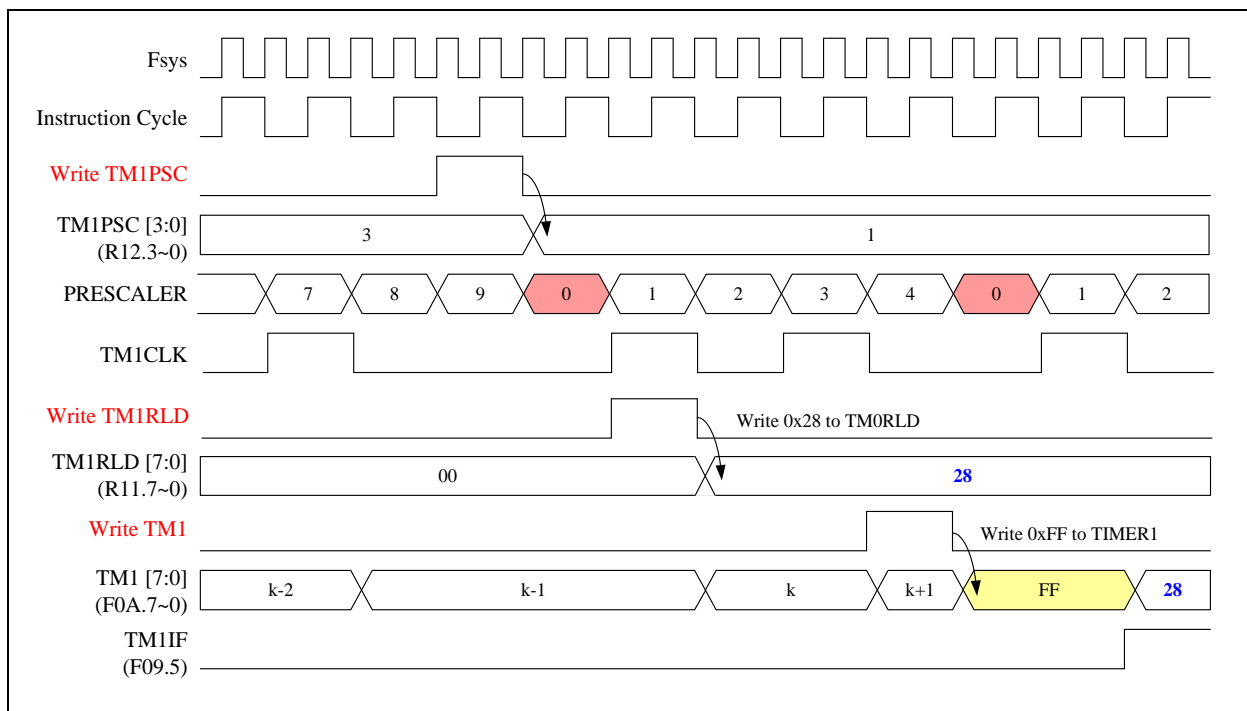 Fsys
Instruction Cycle
Write TM1PSC
TM1PSC [3:0]
(R12.3~0)
3
1
PRESCALER
7
8
9
0
1
2
3
4
0
1
2
TM1CLK
Write TM1RLD
Write 0x28 to TM0RLD
TM1RLD [7:0]
(R11.7~0)
00
28
Write TM1
Write 0xFF to TIMER1
TM1 [7:0]
(F0A.7~0)
k-2
k-1
k
k+1
FF
28
TM1IF
(F09.5)